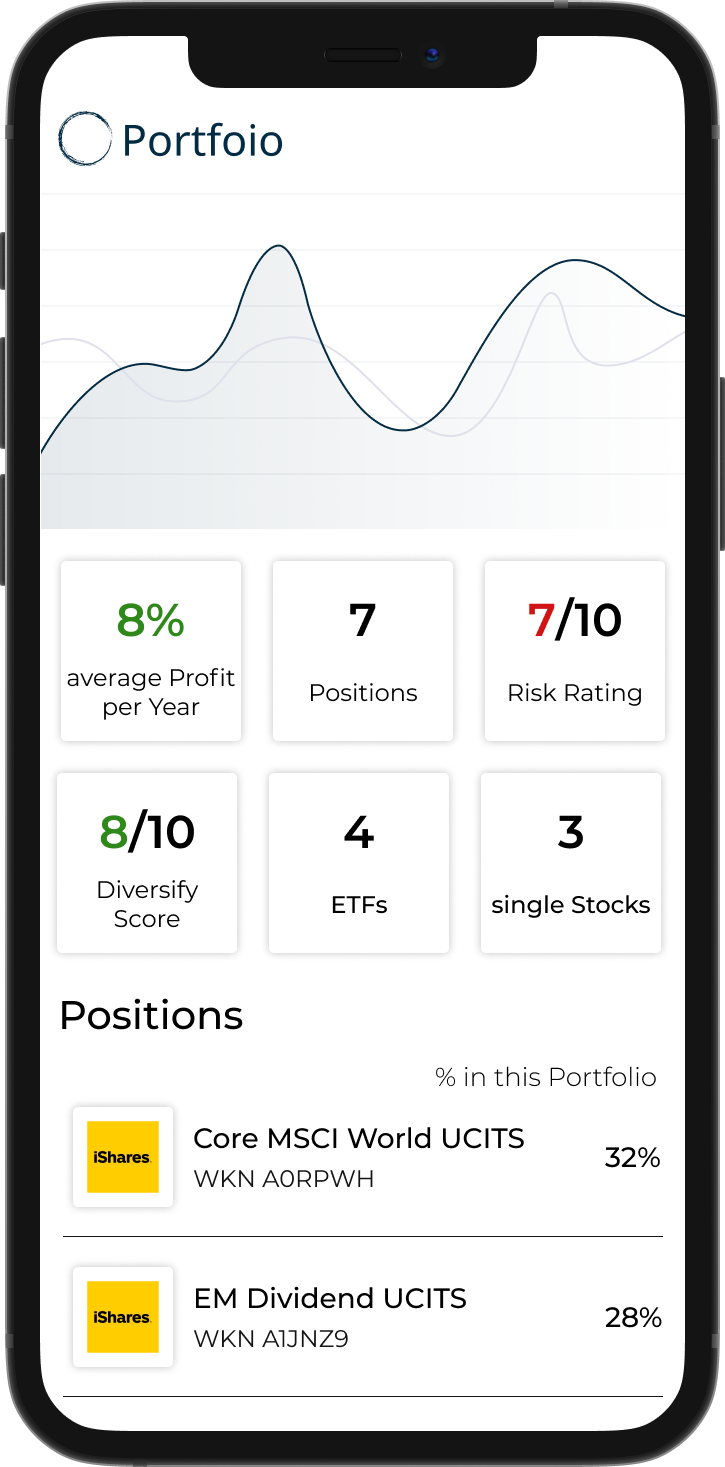 Portfoio
8%
average Profit
per Year
7
Positions
7/10
Risk Rating
8/10
Diversify
Score
4
ETFs
3
single Stocks
Positions
% in this Portfolio
iShares.
Core MSCI World UCITS
WKN A0RPWH
32%
iShares.
EM Dividend UCITS
WKN A1JNZ9
28%